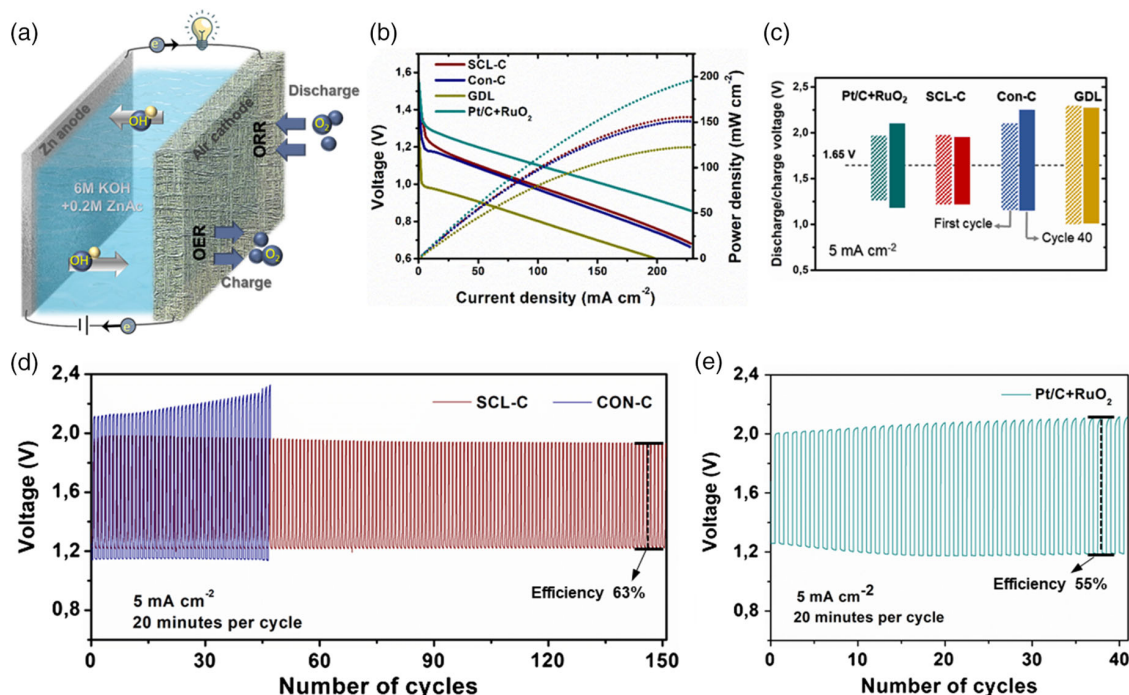 (a)
e
Discharge
Zn anode
OH
Air cathode
ORR
O₂
6M KOH
+0.2M ZnAc
OH
OER
O₂
Charge
e
(b)
SCL-C
Con-C
GDL
Pt/C+RuO₂
Voltage (V)
1,6
1,4
1,2
1,0
0,8
0,6
0
50
100
150
200
Current density (mA cm⁻²)
200
150
100
50
0
Power density (mW cm⁻²)
(c)
Discharge/charge voltage (V)
2,5
2,0
1,5
1,0
0,5
Pt/C+RuO₂
SCL-C
Con-C
GDL
1.65 V
First cycle
Cycle 40
5 mA cm⁻²
(d)
Voltage (V)
2,4
2,0
1,6
1,2
0,8
SCL-C
CON-C
Efficiency 63%
5 mA cm⁻²
20 minutes per cycle
0
30
60
90
120
150
Number of cycles
(e)
Voltage (V)
2,4
2,0
1,6
1,2
0,8
Pt/C+RuO₂
Efficiency 55%
5 mA cm⁻²
20 minutes per cycle
0
10
20
30
40
Number of cycles